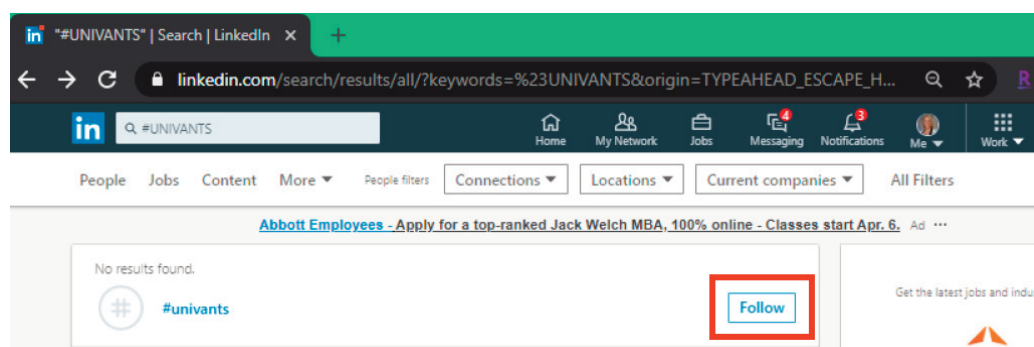 in "#UNIVANTS" | Search | LinkedIn × +
linkedin.com/search/results/all/?keywords=%23UNIVANTS&origin=TYPEAHEAD_ESCAPE_H... R
in #UNIVANTS Home My Network Jobs 4 Messaging 3 Notifications Me Work
People Jobs Content More People filters Connections Locations Current companies All Filters
Abbott Employees - Apply for a top-ranked Jack Welch MBA, 100% online - Classes start Apr. 6. Ad ...
No results found.
Get the latest jobs and indu
# #univants Follow